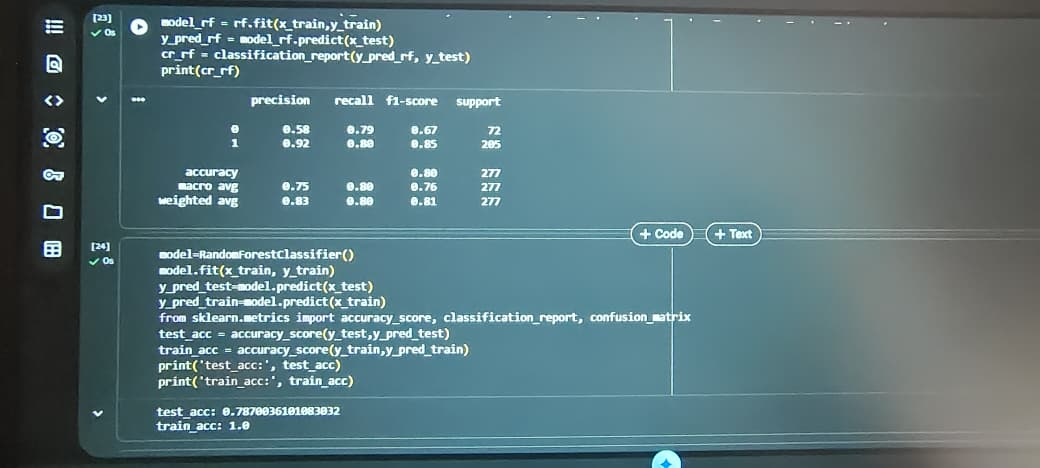 [23]
0s
model_rf = rf.fit(x_train,y_train)
y_pred_rf = model_rf.predict(x_test)
cr_rf = classification_report(y_pred_rf, y_test)
print(cr_rf)
precision recall f1-score support
0 0.58 0.79 0.67 72
1 0.92 0.80 0.85 205
accuracy 0.80 277
macro avg 0.75 0.80 0.76 277
weighted avg 0.83 0.80 0.81 277
+ Code + Text
[24]
0s
model=RandomForestClassifier()
model.fit(x_train, y_train)
y_pred_test=model.predict(x_test)
y_pred_train=model.predict(x_train)
from sklearn.metrics import accuracy_score, classification_report, confusion_matrix
test_acc = accuracy_score(y_test,y_pred_test)
train_acc = accuracy_score(y_train,y_pred_train)
print('test_acc:', test_acc)
print('train_acc:', train_acc)
test_acc: 0.7870036101083032
train_acc: 1.0